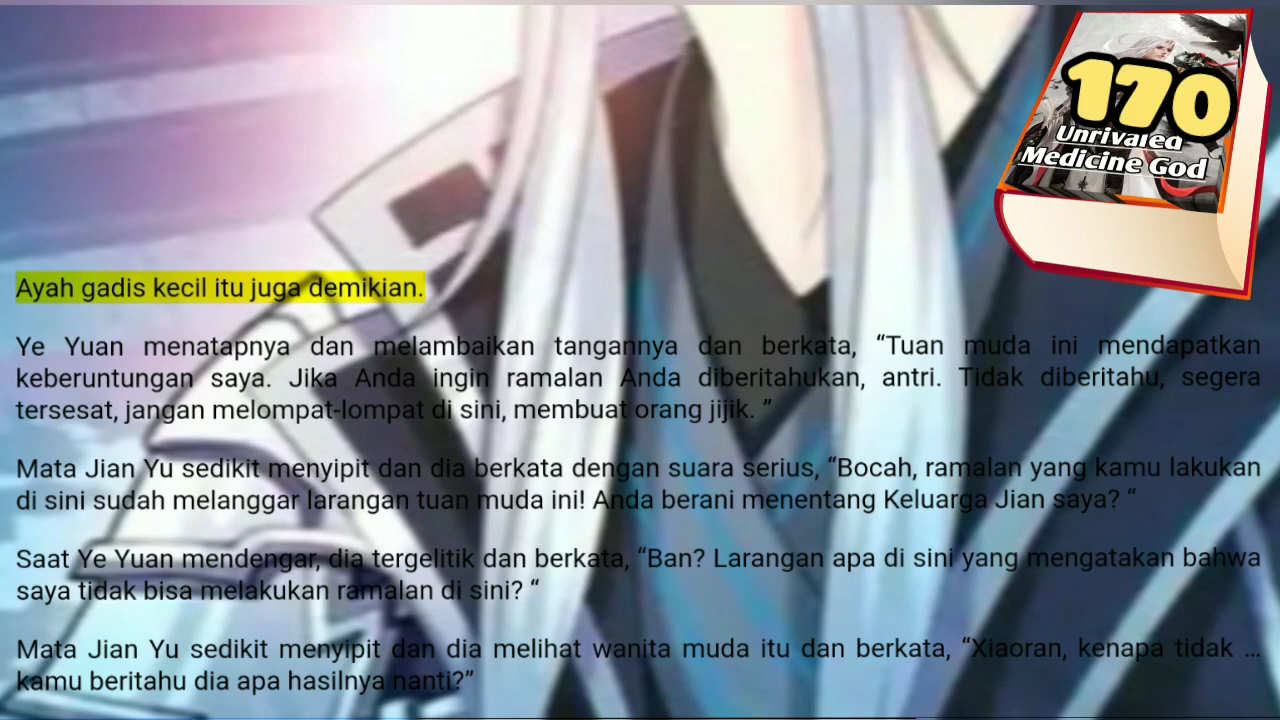 170
Unrivaled
Medicine God
Ayah gadis kecil itu juga demikian.
Ye Yuan menatapnya dan melambaikan tangannya dan berkata, “Tuan muda ini mendapatkan
keberuntungan saya. Jika Anda ingin ramalan Anda diberitahukan, antri. Tidak diberitahu, segera
tersesat, jangan melompat-lompat di sini, membuat orang jijik. ”
Mata Jian Yu sedikit menyipit dan dia berkata dengan suara serius, “Bocah, ramalan yang kamu lakukan
di sini sudah melanggar larangan tuan muda ini! Anda berani menentang Keluarga Jian saya? “
Saat Ye Yuan mendengar, dia tergelitik dan berkata, “Ban? Larangan apa di sini yang mengatakan bahwa
saya tidak bisa melakukan ramalan di sini? “
Mata Jian Yu sedikit menyipit dan dia melihat wanita muda itu dan berkata, “Xiaoran, kenapa tidak ...
kamu beritahu dia apa hasilnya nanti?”